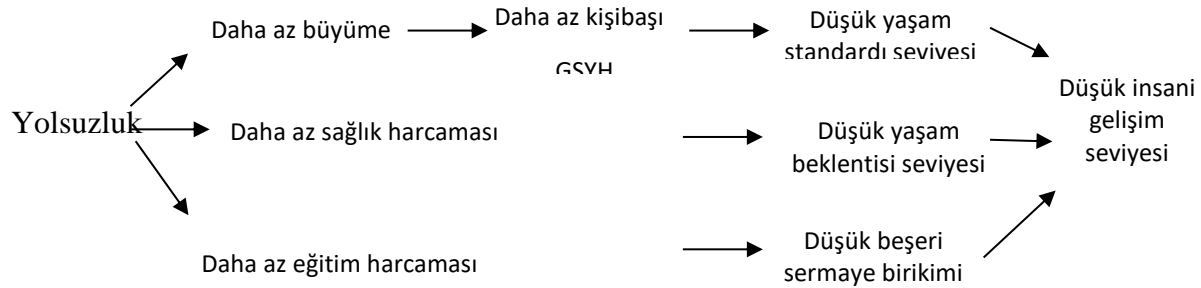 Daha az büyüme
Daha az kişibaşı
GSYH
Düşük yaşam
standardı seviyesi
Düşük insani
gelişim
seviyesi
Yolsuzluk
Daha az sağlık harcaması
Düşük yaşam
beklentisi seviyesi
Daha az eğitim harcaması
Düşük beşeri
sermaye birikimi